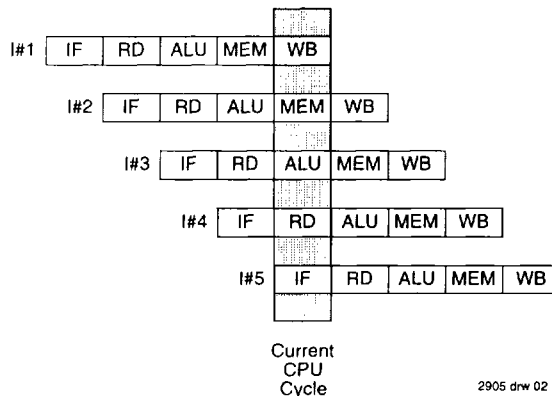 I#1 IF RD ALU MEM WB
I#2 IF RD ALU MEM WB
I#3 IF RD ALU MEM WB
I#4 IF RD ALU MEM WB
I#5 IF RD ALU MEM WB
Current
CPU
Cycle
2905 drw 02